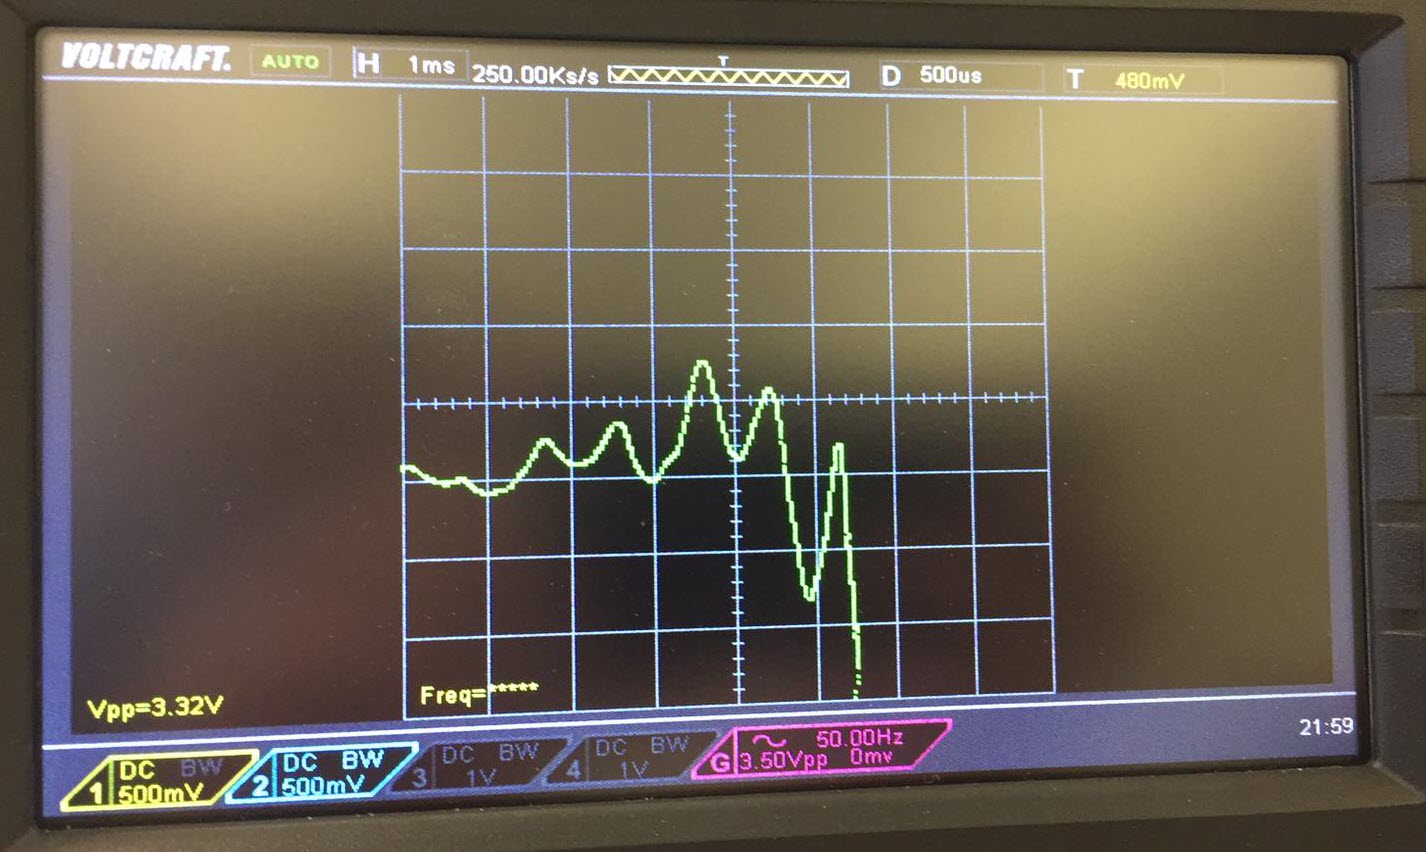 VOLTCRAFT. AUTO H 1ms 250.00Ks/s T D 500us T 480mV
Vpp=3.32V
Freq=*****
21:59
1 DC BW 500mV
2 DC BW 500mV
3 DC BW 1V
4 DC BW 1V
G 50.00Hz 3.50Vpp 0mv